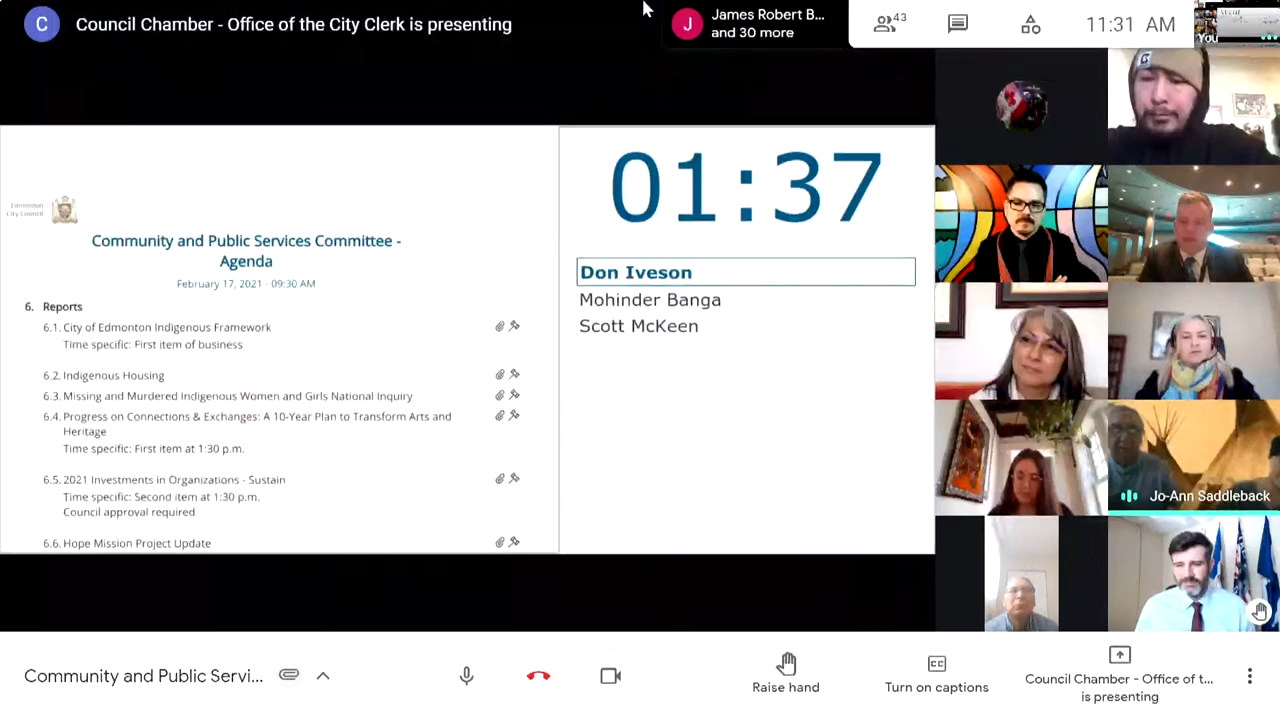 C
Council Chamber - Office of the City Clerk is presenting
J
James Robert B...
and 30 more
43
11:31 AM
You
Edmonton
City Council
Community and Public Services Committee -
Agenda
February 17, 2021 - 09:30 AM
6. Reports
6.1. City of Edmonton Indigenous Framework
Time specific: First item of business
6.2. Indigenous Housing
6.3. Missing and Murdered Indigenous Women and Girls National Inquiry
6.4. Progress on Connections & Exchanges: A 10-Year Plan to Transform Arts and
Heritage
Time specific: First item at 1:30 p.m.
6.5. 2021 Investments in Organizations - Sustain
Time specific: Second item at 1:30 p.m.
Council approval required
6.6. Hope Mission Project Update
01:37
Don Iveson
Mohinder Banga
Scott McKeen
Jo-Ann Saddleback
Community and Public Servi...
Raise hand
CC
Turn on captions
Council Chamber - Office of t...
is presenting